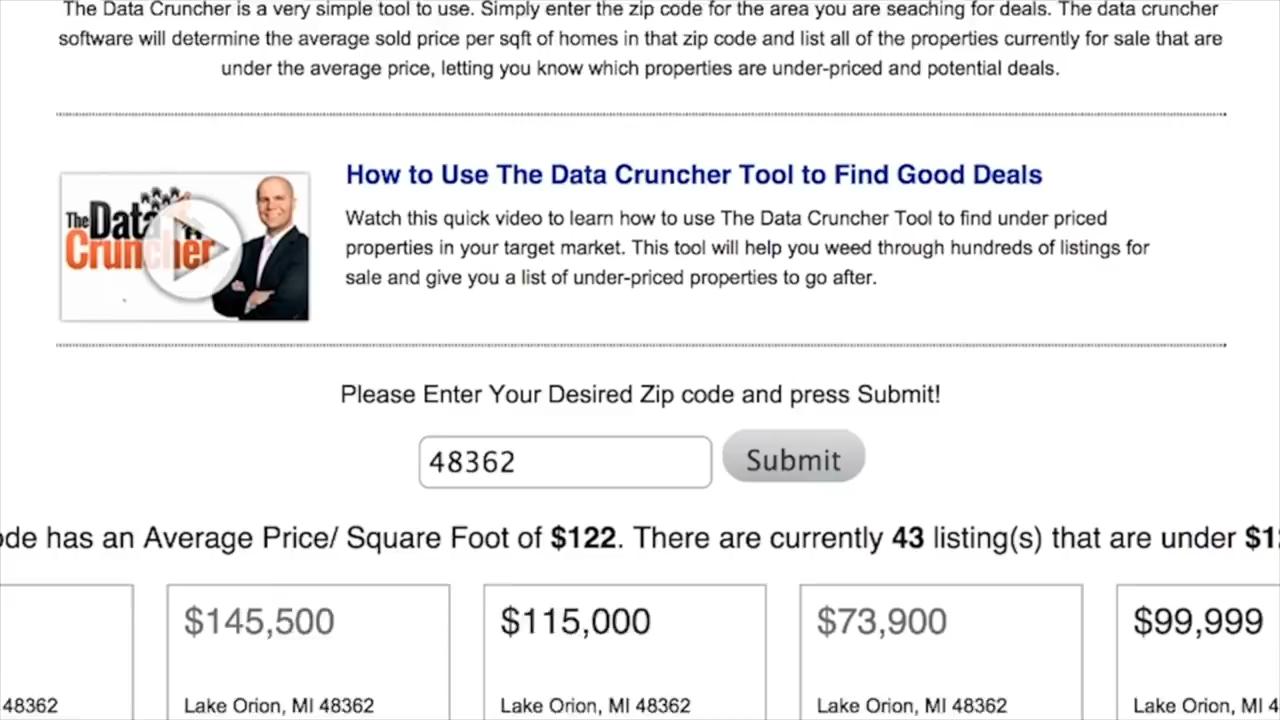 The Data Cruncher is a very simple tool to use. Simply enter the zip code for the area you are seaching for deals. The data cruncher
software will determine the average sold price per sqft of homes in that zip code and list all of the properties currently for sale that are
under the average price, letting you know which properties are under-priced and potential deals.
The Data
Cruncher
How to Use The Data Cruncher Tool to Find Good Deals
Watch this quick video to learn how to use The Data Cruncher Tool to find under priced
properties in your target market. This tool will help you weed through hundreds of listings for
sale and give you a list of under-priced properties to go after.
Please Enter Your Desired Zip code and press Submit!
48362 Submit
ode has an Average Price/ Square Foot of $122. There are currently 43 listing(s) that are under $12
$145,500 $115,000 $73,900 $99,999
48362 Lake Orion, MI 48362 Lake Orion, MI 48362 Lake Orion, MI 48362 Lake Orion, MI 4